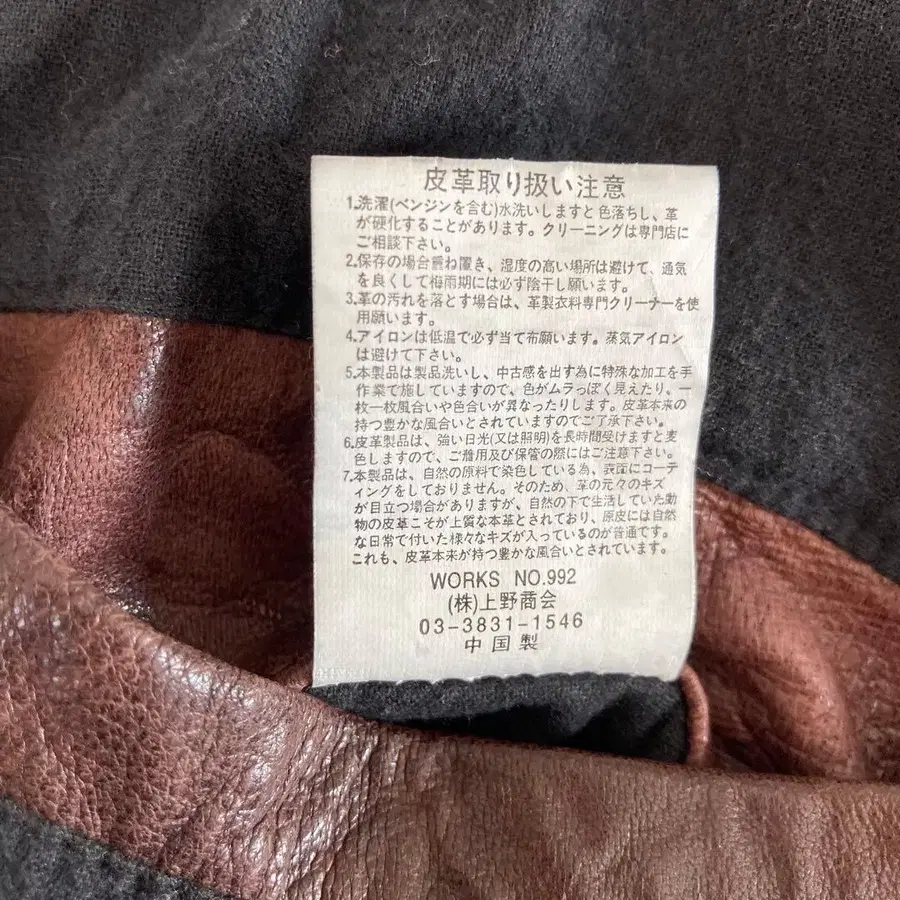 皮革取り扱い注意
1.洗濯(ベンジンを含む)水洗いしますと色落ちし、革
が硬化することがあります。クリーニングは専門店に
ご相談下さい。
2.保存の場合重ね置き、湿度の高い場所は避けて、通気
を良くして梅雨期には必ず陰干し願います。
3.革の汚れを落とす場合は、革製衣料専門クリーナーを使
用願います。
4.アイロンは低温で必ず当て布願います。蒸気アイロン
は避けて下さい。
5.本製品は製品洗いし、中古感を出す為に特殊な加工を手
作業で施していますので、色がムラっぽく見えたり、一
枚一枚風合いや色合いが異なったりします。皮革本来の
持つ豊かな風合いとされていますのでご了承下さい。
6.皮革製品は、強い日光(又は照明)を長時間受けますと変
色しますので、ご着用及び保管の際にはご注意下さい。
7.本製品は、自然の原料で染色している為、表面にコーテ
ィングをしておりません。そのため、革の元々のキズ
が目立つ場合がありますが、自然の下で生活していた動
物の皮革こそが上質な本革とされており、原皮には自然
な日常で付いた様々なキズが入っているのが普通です。
これも、皮革本来が持つ豊かな風合いとされています。
WORKS NO.992
(株)上野商会
03-3831-1546
中国製